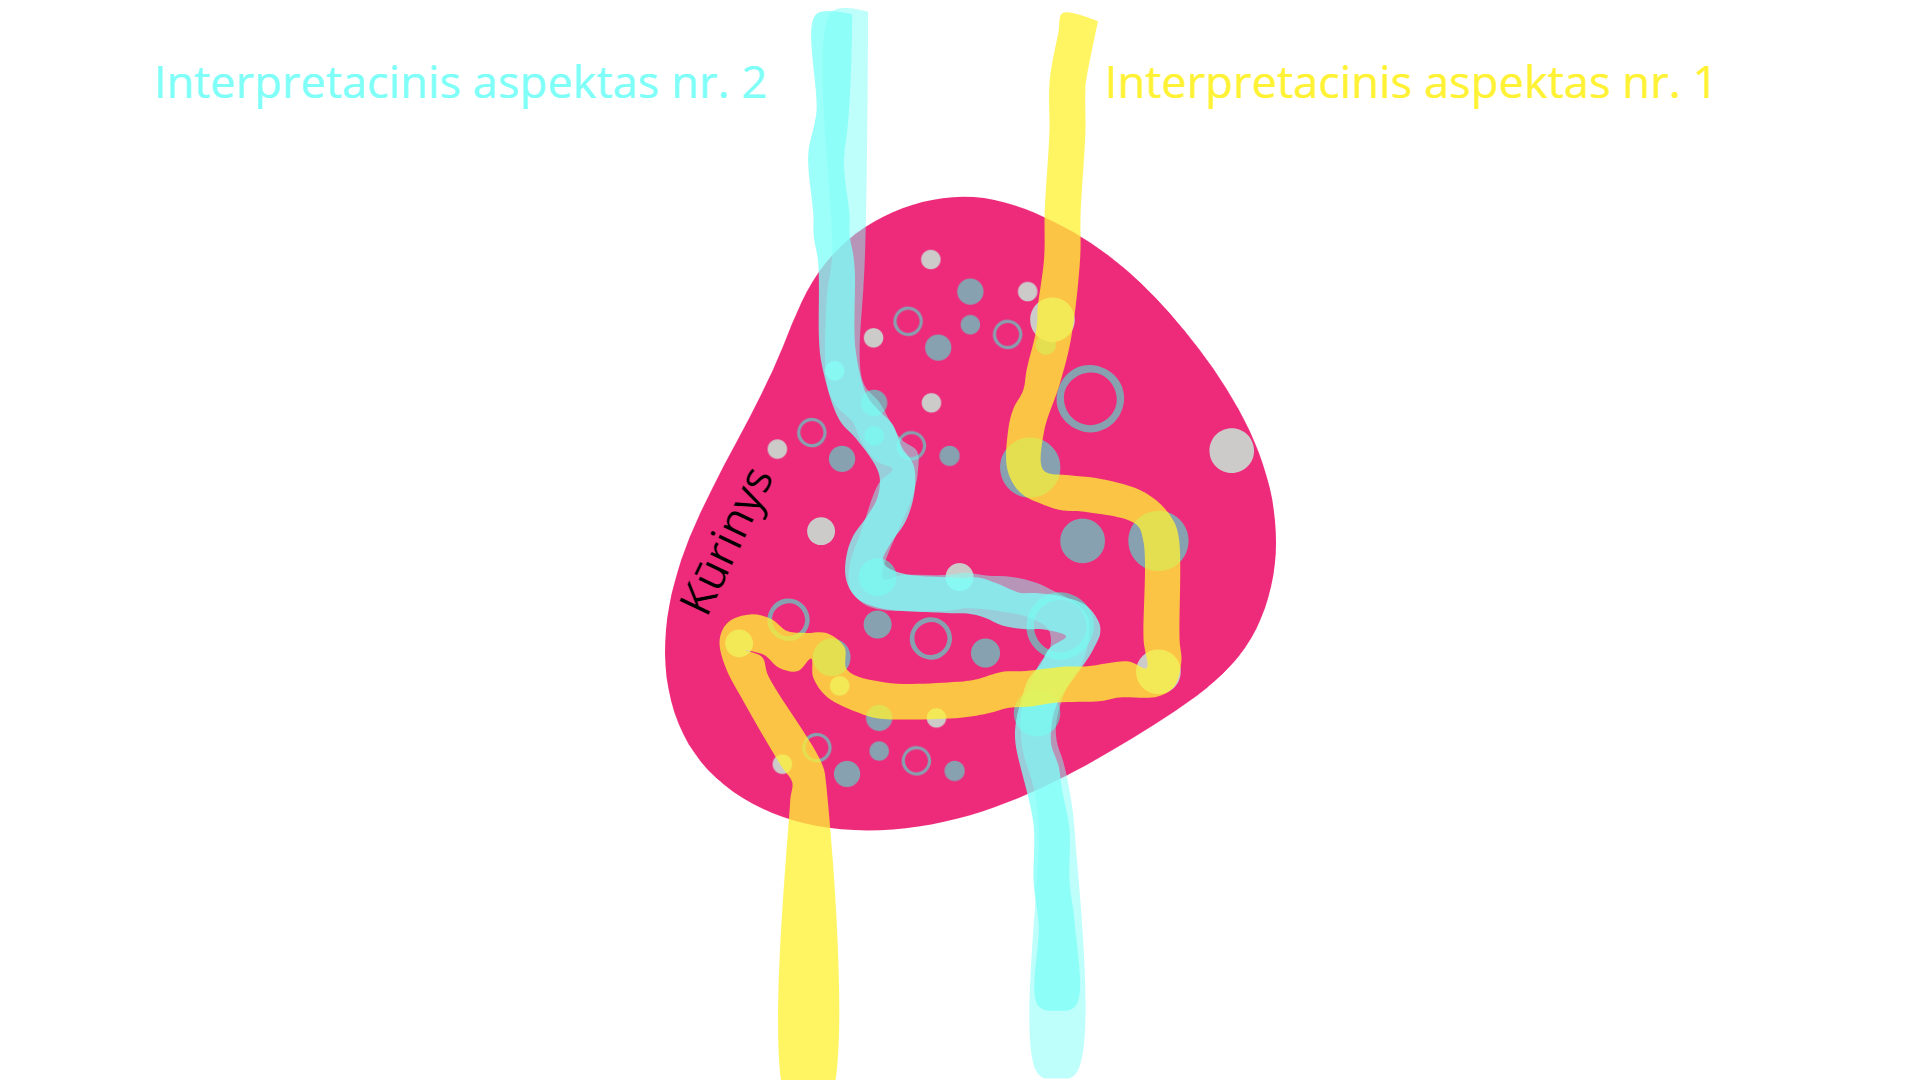 Interpretacinis aspektas nr. 2
Interpretacinis aspektas nr. 1
Kūrinys